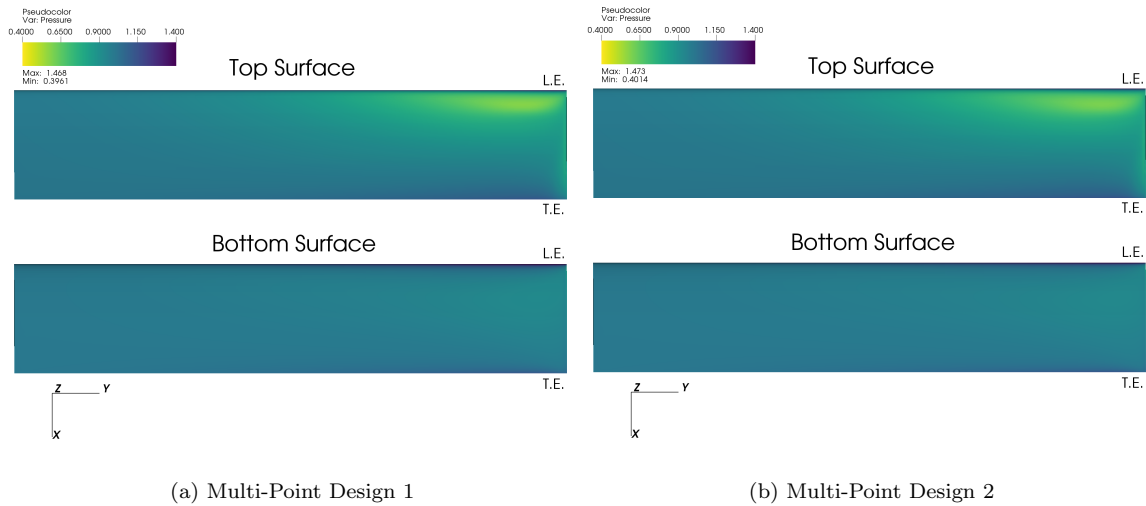 Pseudocolor
Var: Pressure
0.4000 0.6500 0.9000 1.150 1.400
Max: 1.468
Min: 0.3961
Top Surface
L.E.
T.E.
Bottom Surface
L.E.
T.E.
Z Y
X
(a) Multi-Point Design 1
Pseudocolor
Var: Pressure
0.4000 0.6500 0.9000 1.150 1.400
Max: 1.473
Min: 0.4014
Top Surface
L.E.
T.E.
Bottom Surface
L.E.
T.E.
Z Y
X
(b) Multi-Point Design 2